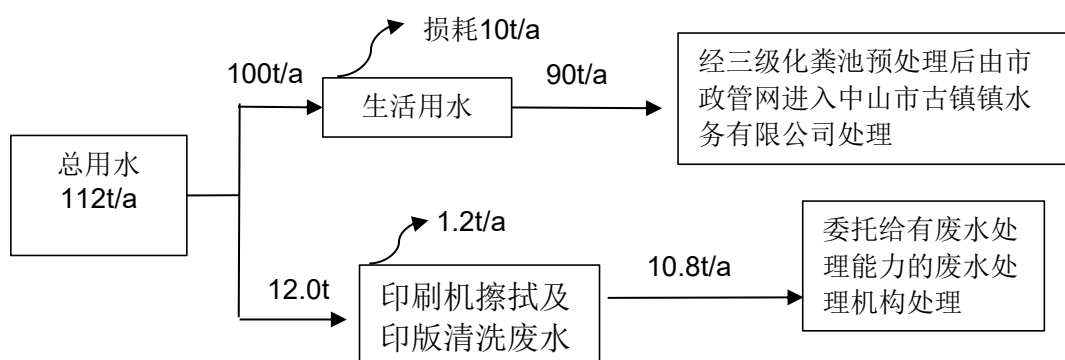 损耗10t/a
100t/a
生活用水
90t/a
经三级化粪池预处理后由市
政管网进入中山市古镇镇水
务有限公司处理
总用水
112t/a
1.2t/a
12.0t
印刷机擦拭及
印版清洗废水
10.8t/a
委托给有废水处
理能力的废水处
理机构处理